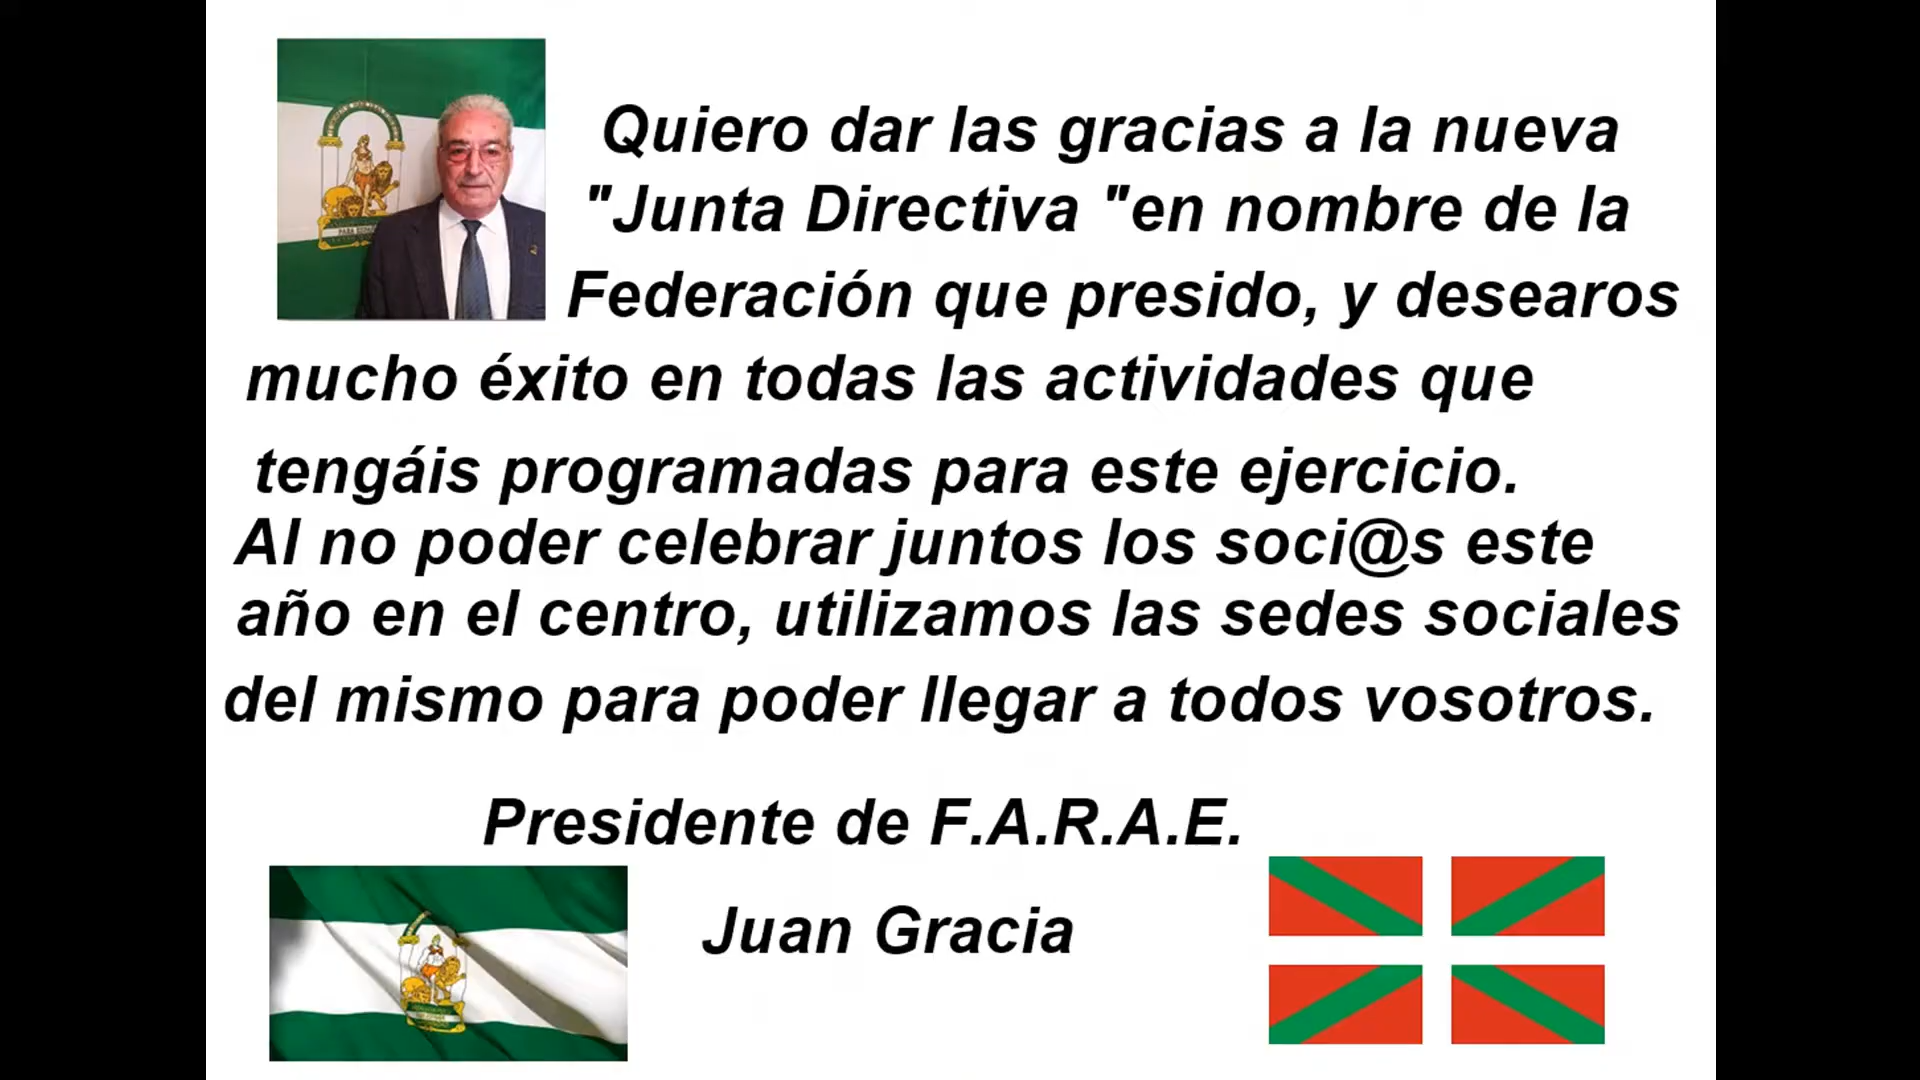 Quiero dar las gracias a la nueva
"Junta Directiva "en nombre de la
Federación que presido, y desearos
mucho éxito en todas las actividades que
tengáis programadas para este ejercicio.
Al no poder celebrar juntos los soci@s este
año en el centro, utilizamos las sedes sociales
del mismo para poder llegar a todos vosotros.
Presidente de F.A.R.A.E.
Juan Gracia